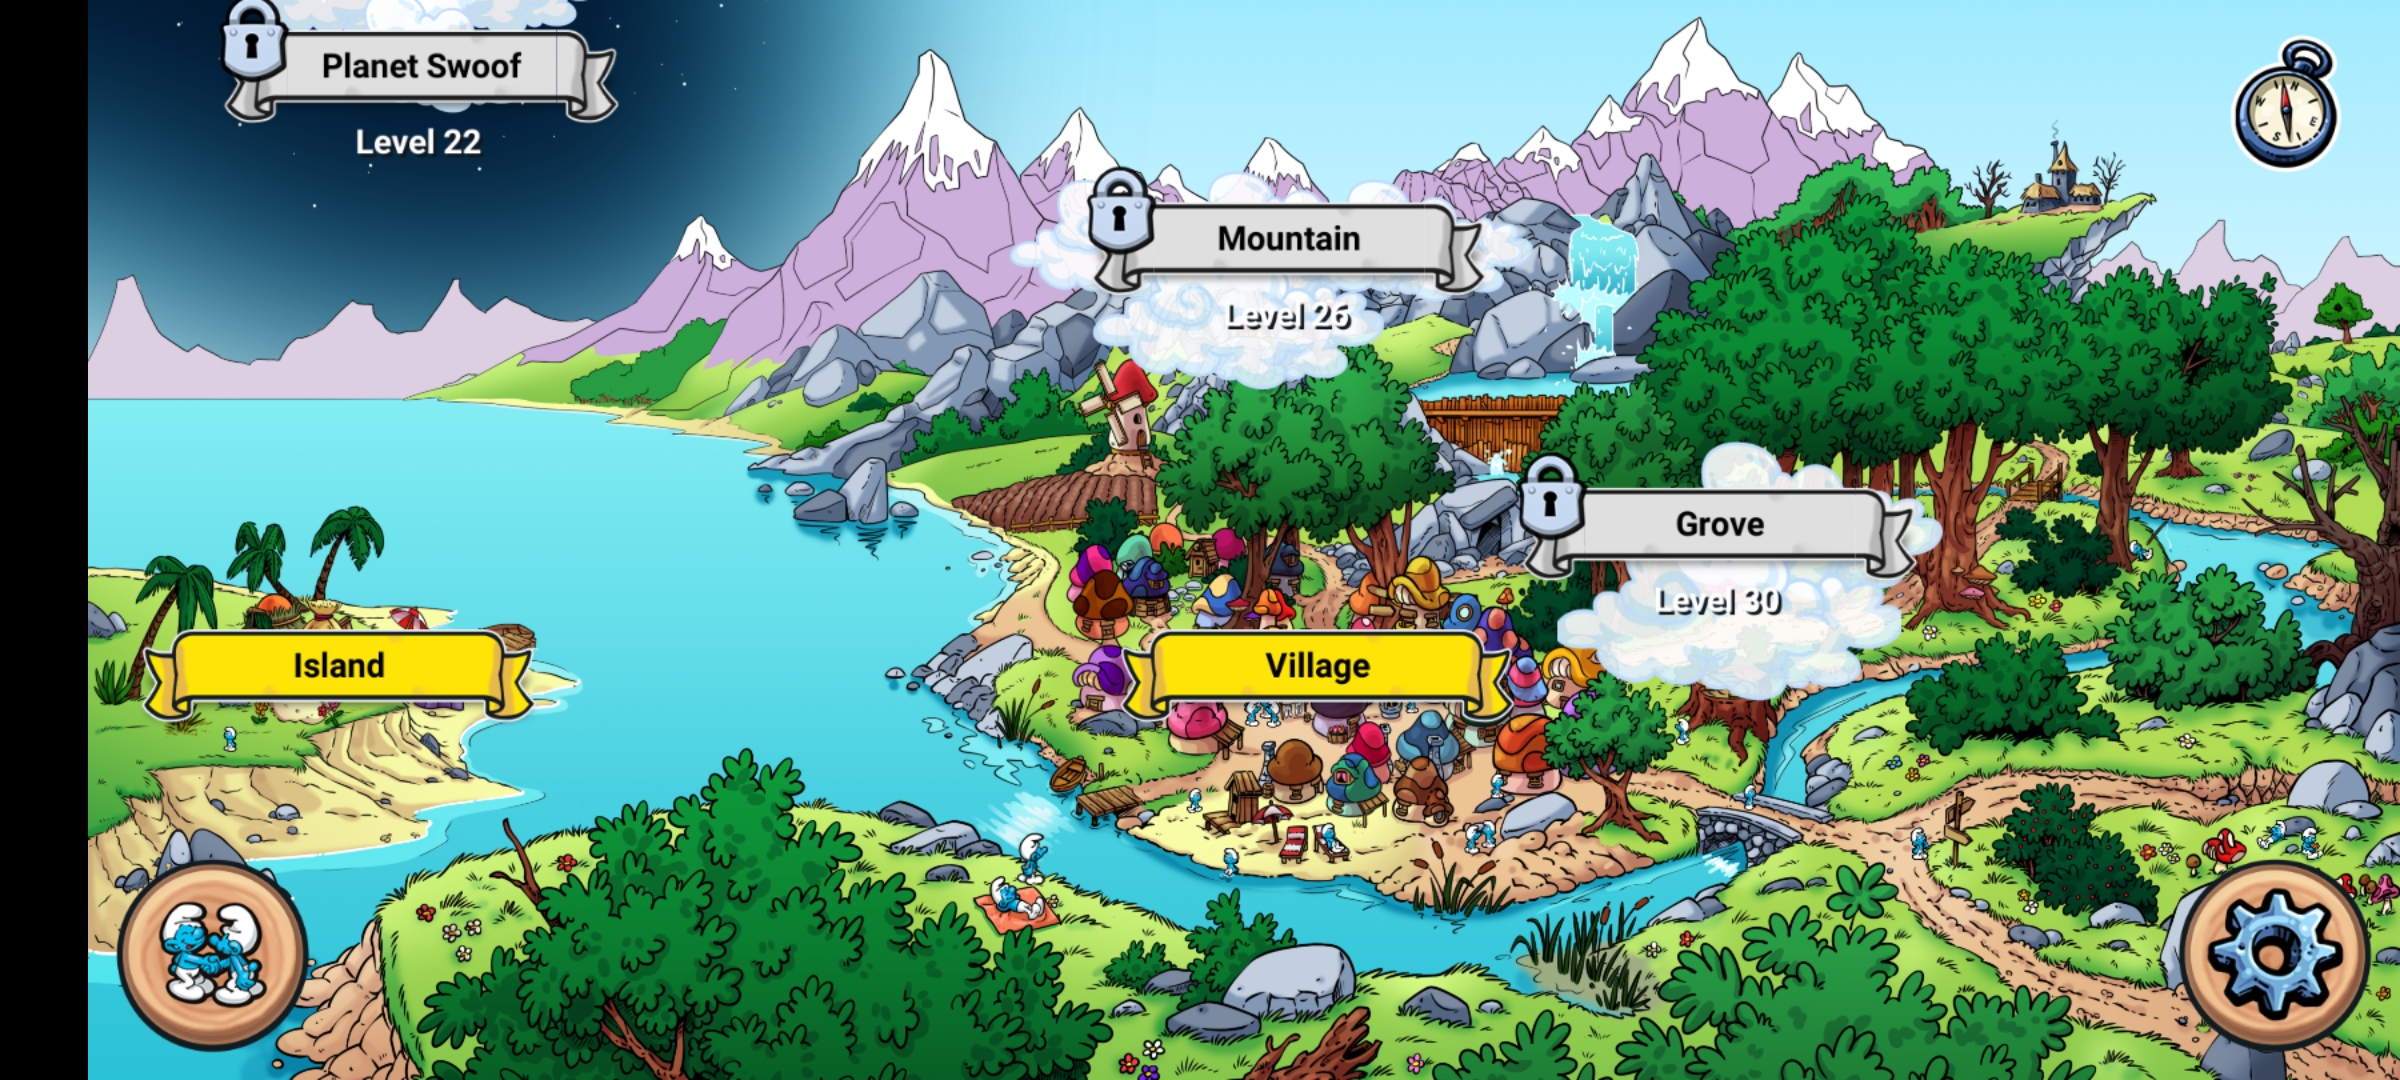 Planet Swoof
Level 22
Mountain
Level 26
Grove
Level 30
Island
Village
N
E
S
W